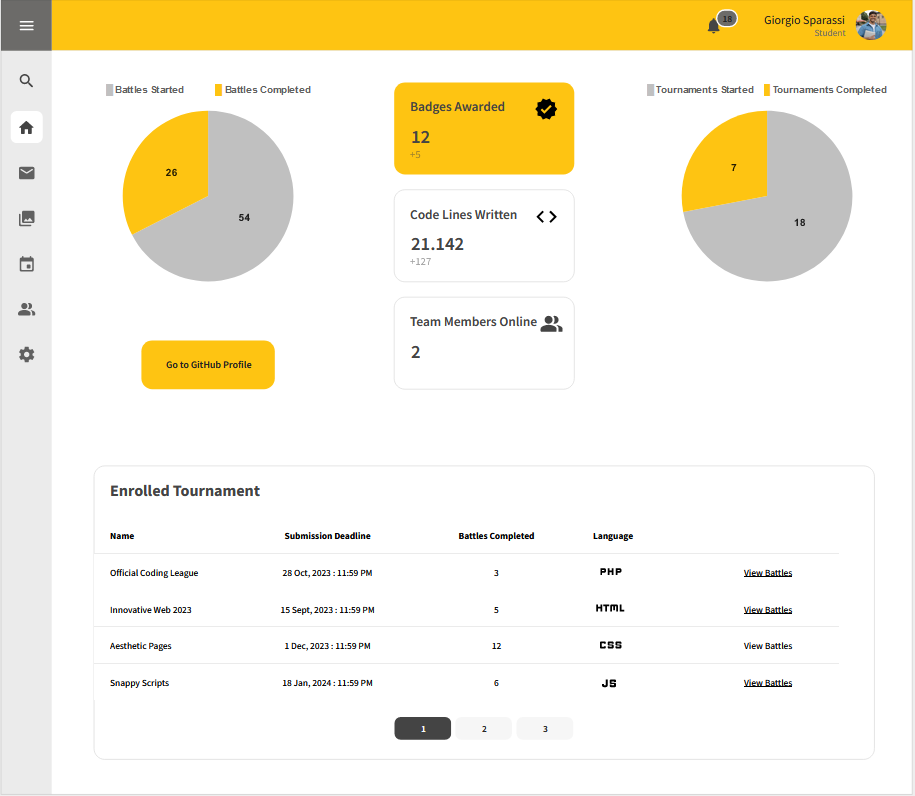 18
Giorgio Sparassi
Student
Battles Started
Battles Completed
26
54
Badges Awarded
12
+5
Code Lines Written
21.142
+127
Team Members Online
2
Tournaments Started
Tournaments Completed
7
18
Go to GitHub Profile
Enrolled Tournament
Name Submission Deadline Battles Completed Language
Official Coding League 28 Oct, 2023 : 11:59 PM 3 PHP View Battles
Innovative Web 2023 15 Sept, 2023 : 11:59 PM 5 HTML View Battles
Aesthetic Pages 1 Dec, 2023 : 11:59 PM 12 CSS View Battles
Snappy Scripts 18 Jan, 2024 : 11:59 PM 6 JS View Battles
1 2 3